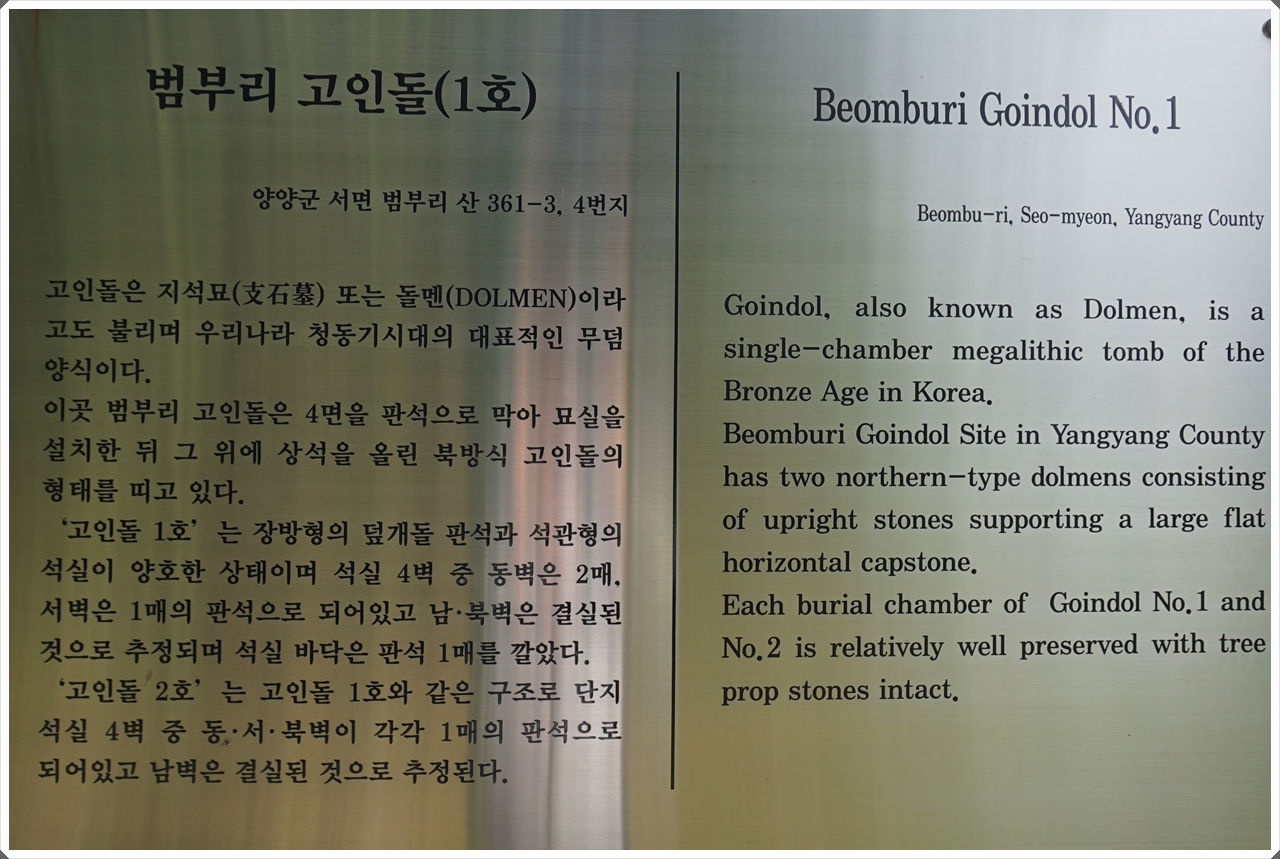 범부리 고인돌(1호)
양양군 서면 범부리 산 361-3, 4번지
고인돌은 지석묘(支石墓) 또는 돌멘(DOLMEN)이라
고도 불리며 우리나라 청동기시대의 대표적인 무덤
양식이다.
이곳 범부리 고인돌은 4면을 판석으로 막아 묘실을
설치한 뒤 그 위에 상석을 올린 북방식 고인돌의
형태를 띠고 있다.
‘고인돌 1호’는 장방형의 덮개돌 판석과 석관형의
석실이 양호한 상태이며 석실 4벽 중 동벽은 2매,
서벽은 1매의 판석으로 되어있고 남·북벽은 결실된
것으로 추정되며 석실 바닥은 판석 1매를 깔았다.
‘고인돌 2호’는 고인돌 1호와 같은 구조로 단지
석실 4벽 중 동·서·북벽이 각각 1매의 판석으로
되어있고 남벽은 결실된 것으로 추정된다.
Beomburi Goindol No.1
Beombu-ri, Seo-myeon, Yangyang County
Goindol, also known as Dolmen, is a
single-chamber megalithic tomb of the
Bronze Age in Korea.
Beomburi Goindol Site in Yangyang County
has two northern-type dolmens consisting
of upright stones supporting a large flat
horizontal capstone.
Each burial chamber of Goindol No.1 and
No.2 is relatively well preserved with tree
prop stones intact.